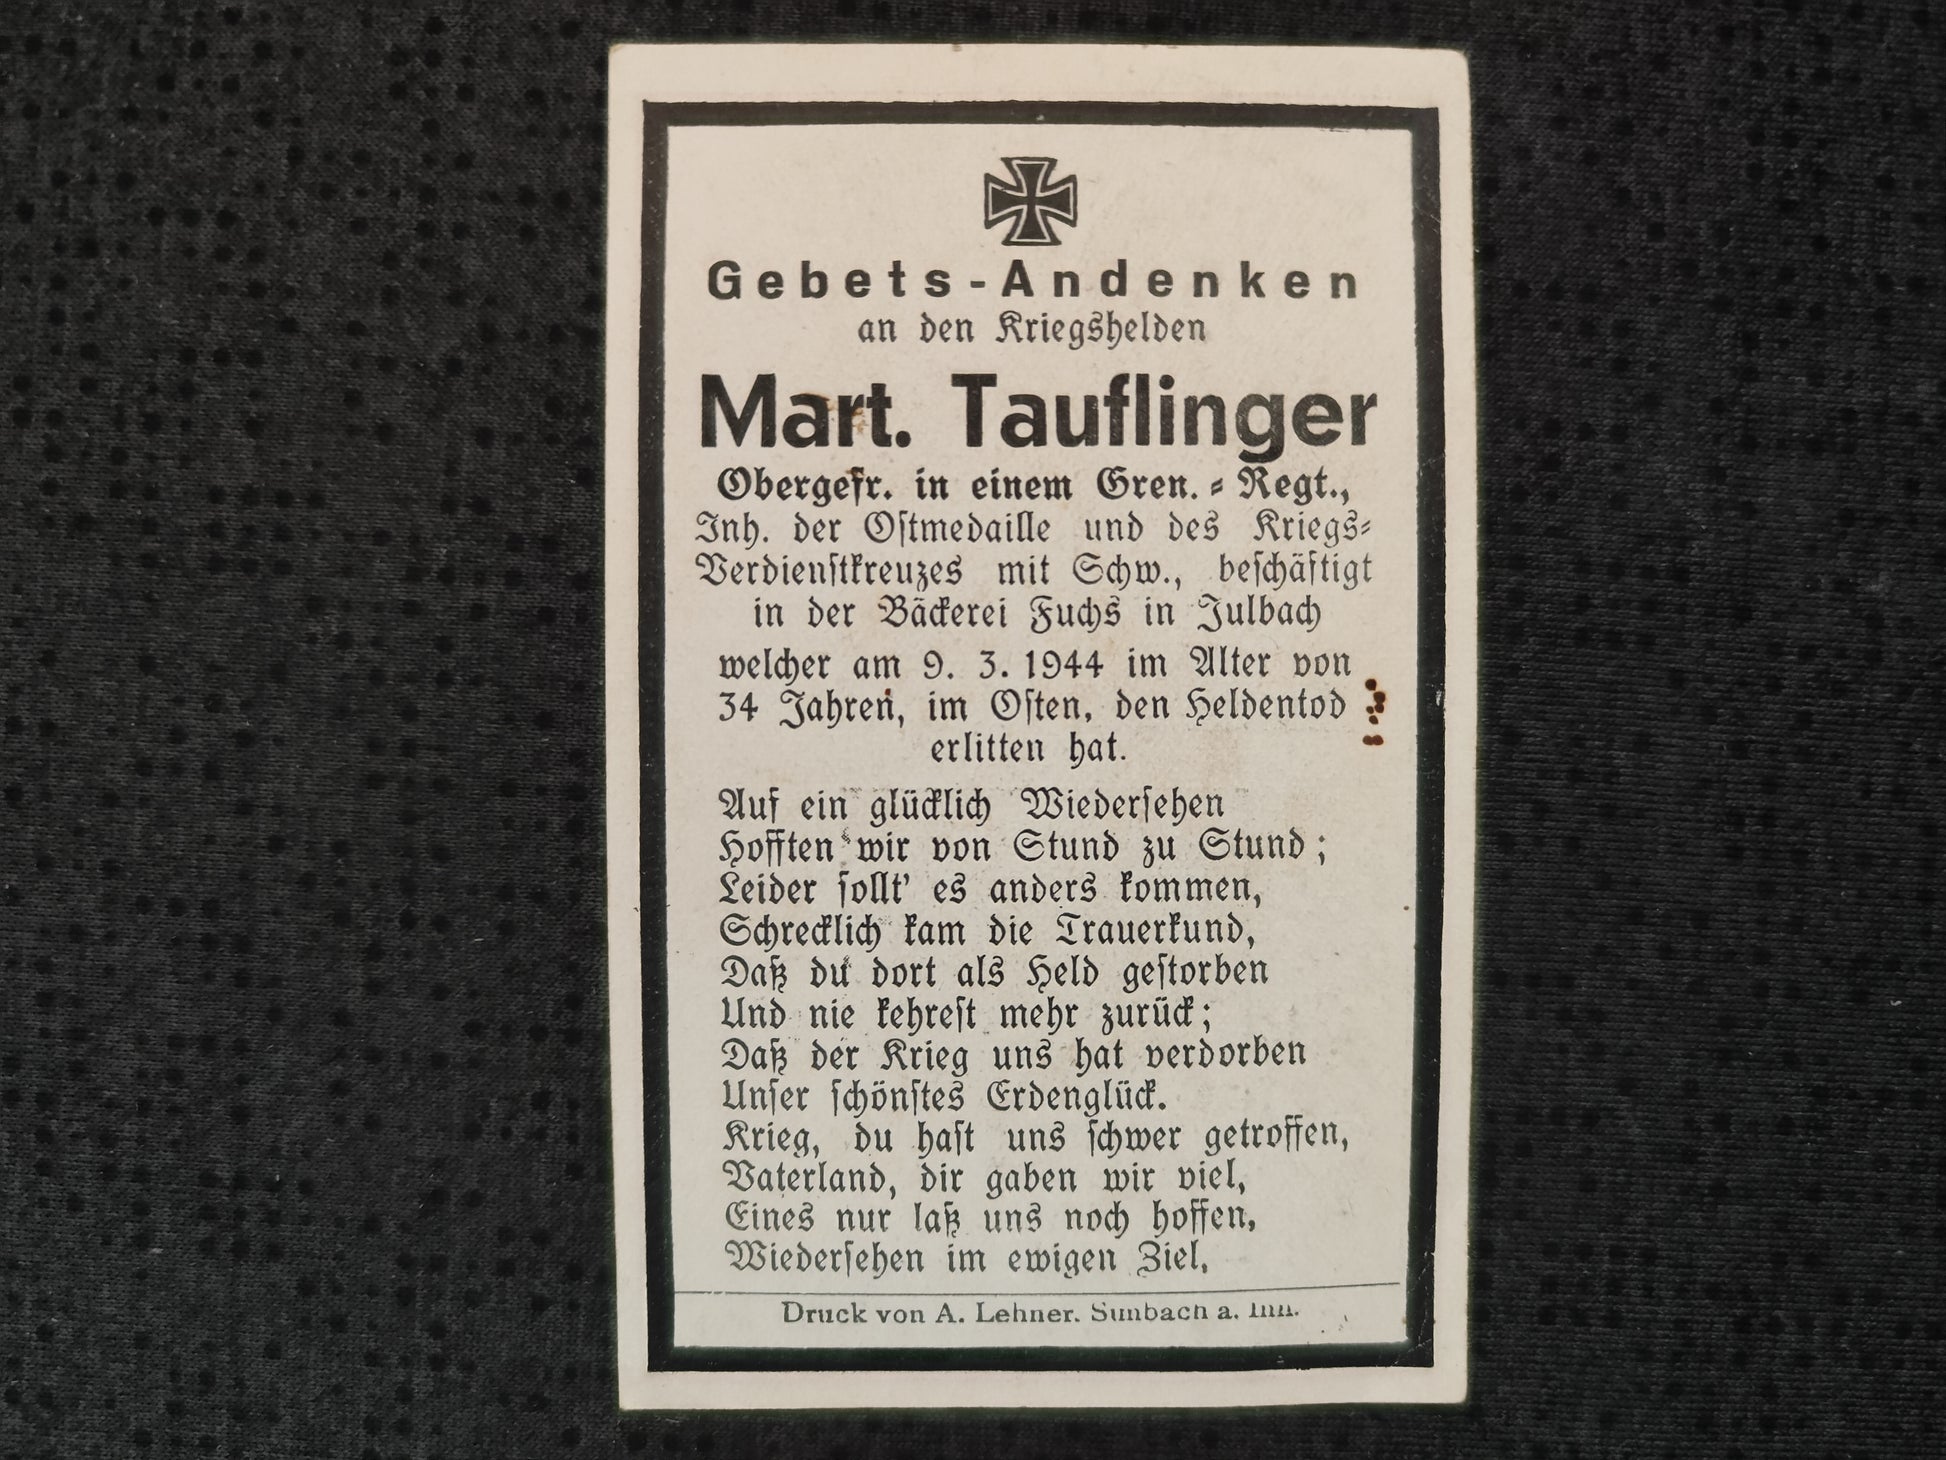 Gebets-Andenken
an den Kriegshelden
Mart. Tauflinger
Obergefr. in einem Gren.-Regt.,
Inh. der Ostmedaille und des Kriegs-
Verdienstkreuzes mit Schw., beschäftigt
in der Bäckerei Fuchs in Julbach
welcher am 9. 3. 1944 im Alter von
34 Jahren, im Osten, den Heldentod
erlitten hat.
Auf ein glücklich Wiedersehen
Hofften wir von Stund zu Stund;
Leider sollt' es anders kommen,
Schrecklich kam die Trauerkund,
Daß du dort als Held gestorben
Und nie kehrest mehr zurück;
Daß der Krieg uns hat verdorben
Unser schönstes Erdenglück.
Krieg, du hast uns schwer getroffen,
Vaterland, dir gaben wir viel,
Eines nur laß uns noch hoffen,
Wiedersehen im ewigen Ziel.
Druck von A. Lehner. Simbach a. Inn.